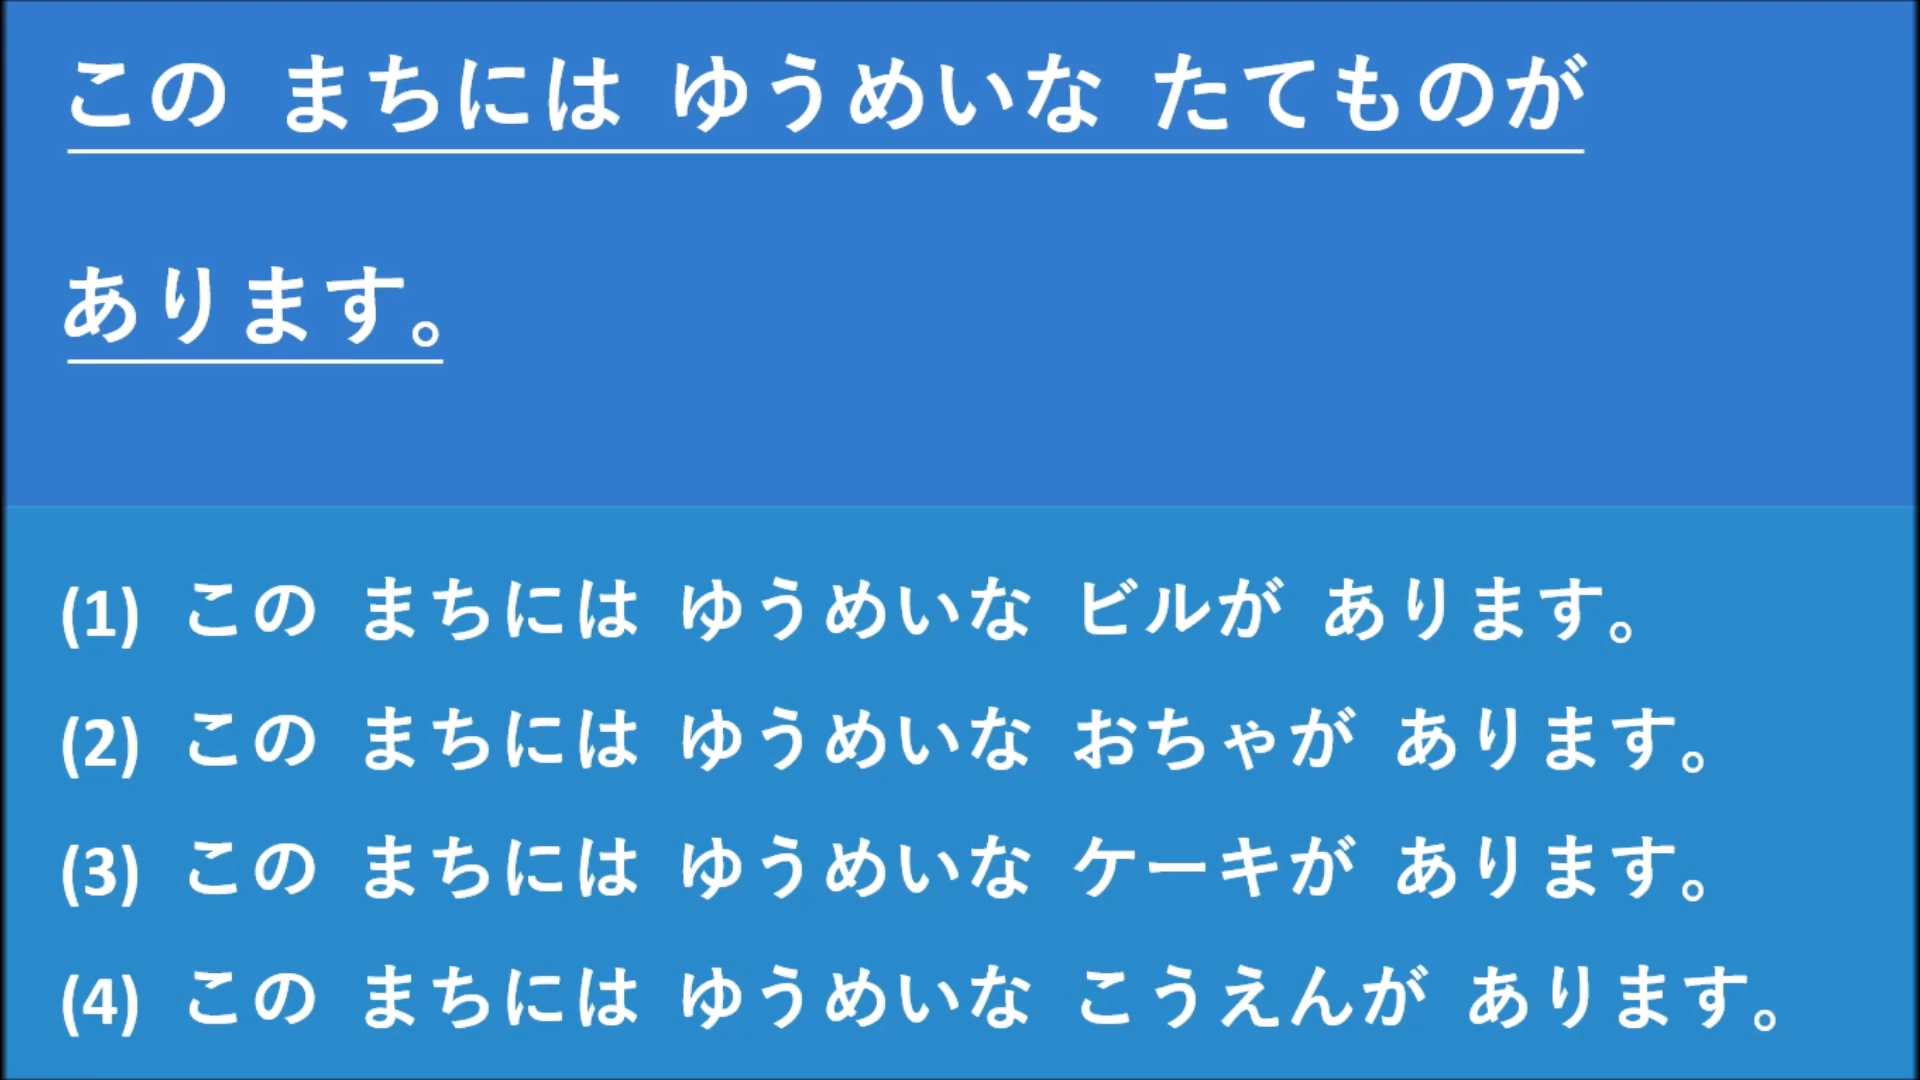 この まちには ゆうめいな たてものが
あります。
(1) この まちには ゆうめいな ビルが あります。
(2) この まちには ゆうめいな おちゃが あります。
(3) この まちには ゆうめいな ケーキが あります。
(4) この まちには ゆうめいな こうえんが あります。